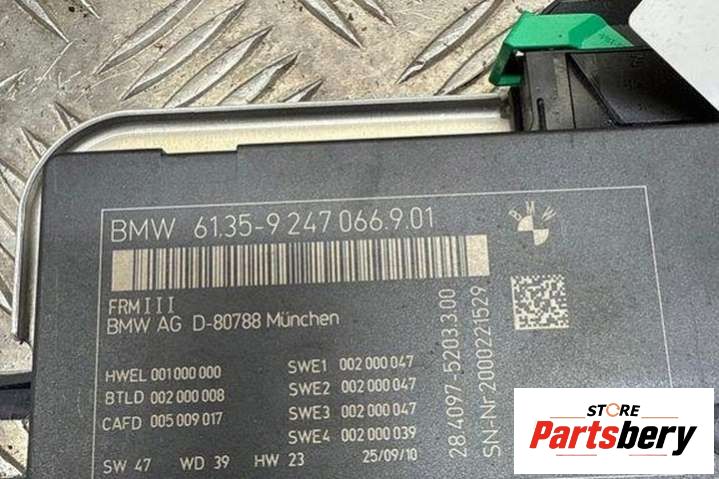 BMW 61.35-9 247 066.9.01
BMW
FRMIII
BMW AG D-80788 München
HWEL 001 000 000
BTLD 002 000 008
CAFD 005 009 017
SWE1 002 000 047
SWE2 002 000 047
SWE3 002 000 047
SWE4 002 000 039
SW 47 WD 39 HW 23 25/09/10
28.4097-5203.3.00
SN-Nr 2000221529
STORE
Partsbery